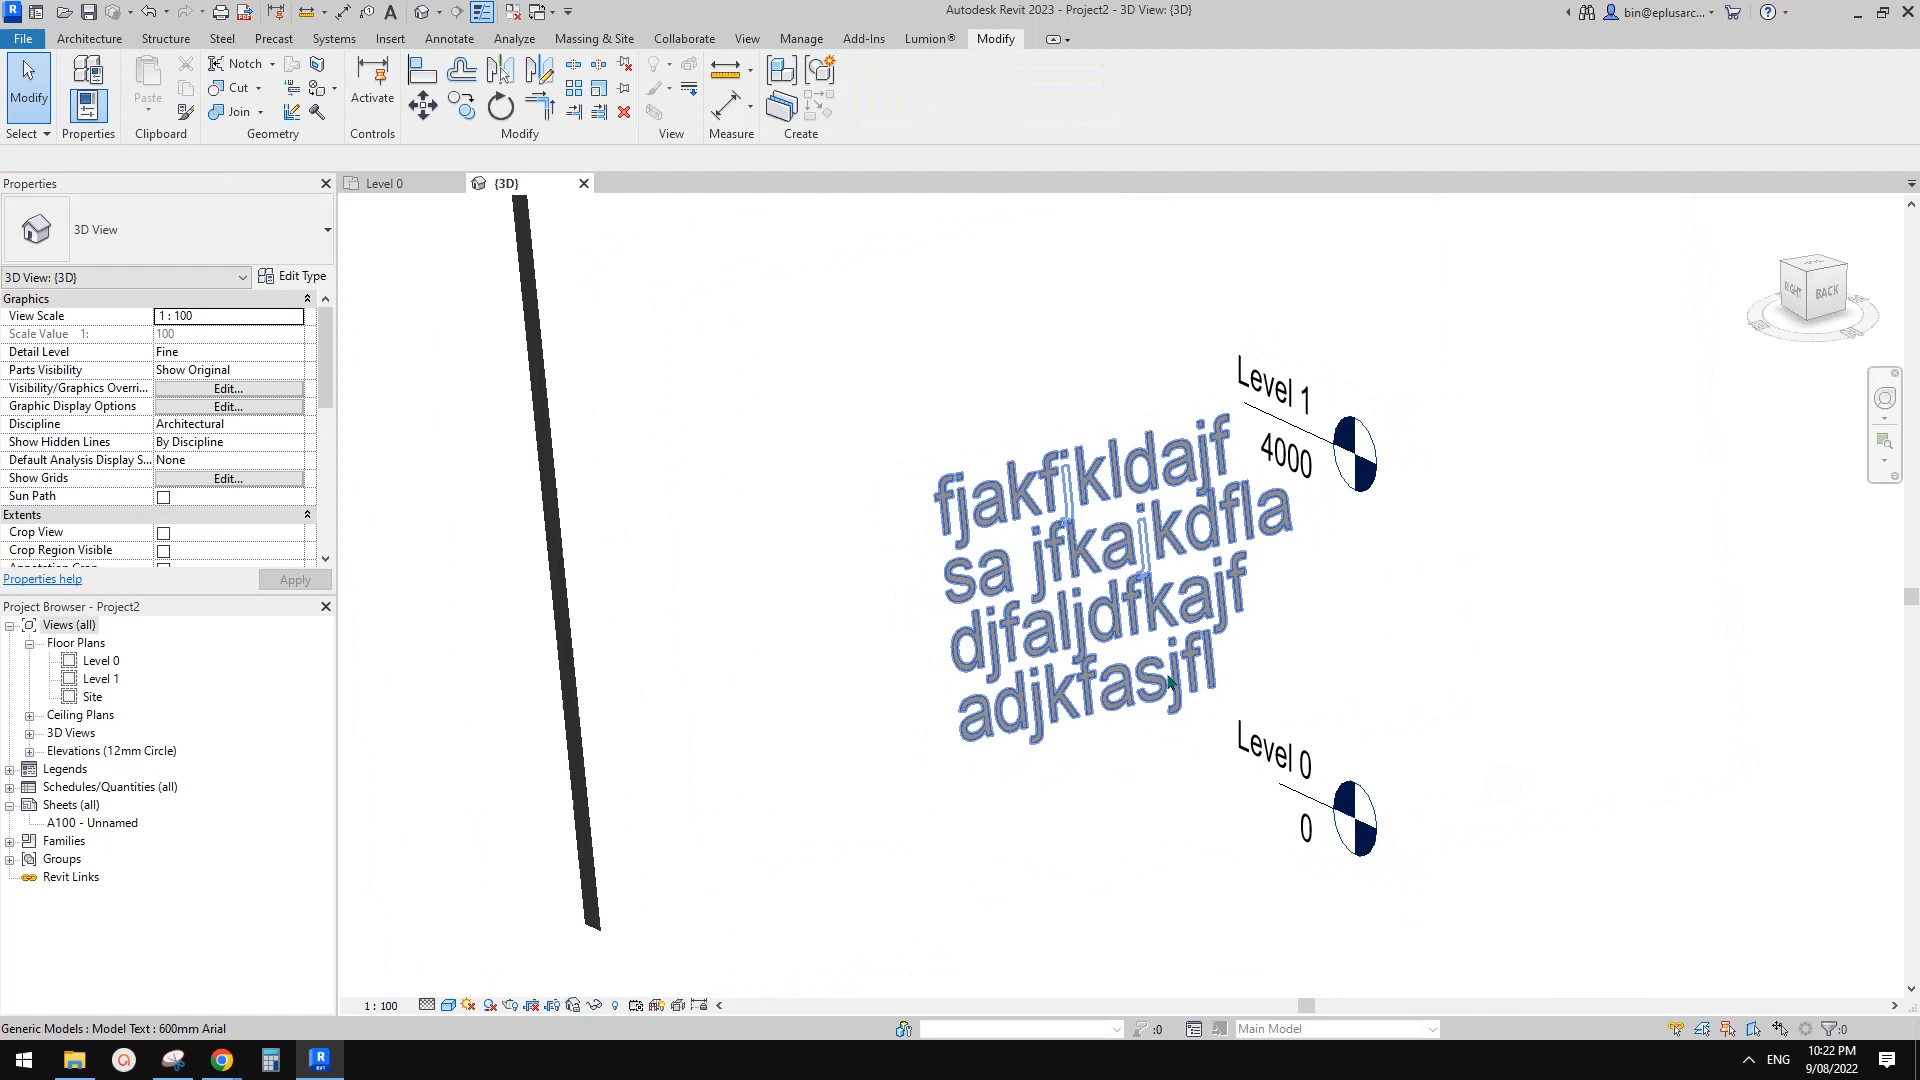 Autodesk Revit 2023 - Project2 - 3D View: {3D}
bin@eplusarc...
File Architecture Structure Steel Precast Systems Insert Annotate Analyze Massing & Site Collaborate View Manage Add-Ins Lumion® Modify
Modify
Paste
Notch
Cut
Join
Activate
Select Properties Clipboard Geometry Controls Modify View Measure Create
Properties
Level 0
{3D}
3D View
3D View: {3D}
Edit Type
Graphics
View Scale 1 : 100
Scale Value 1: 100
Detail Level Fine
Parts Visibility Show Original
Visibility/Graphics Overri... Edit...
Graphic Display Options Edit...
Discipline Architectural
Show Hidden Lines By Discipline
Default Analysis Display S... None
Show Grids Edit...
Sun Path
Extents
Crop View
Crop Region Visible
Properties help
Apply
Project Browser - Project2
Views (all)
Floor Plans
Level 0
Level 1
Site
Ceiling Plans
3D Views
Elevations (12mm Circle)
Legends
Schedules/Quantities (all)
Sheets (all)
A100 - Unnamed
Families
Groups
Revit Links
RIGHT
BACK
Level 1
4000
fjakfjkldajf
sa jfkajkdfla
djfaljdfkajf
adjkfasjfl
Level 0
0
1 : 100
Generic Models : Model Text : 600mm Arial
:0
Main Model
:0
ENG
10:22 PM
9/08/2022